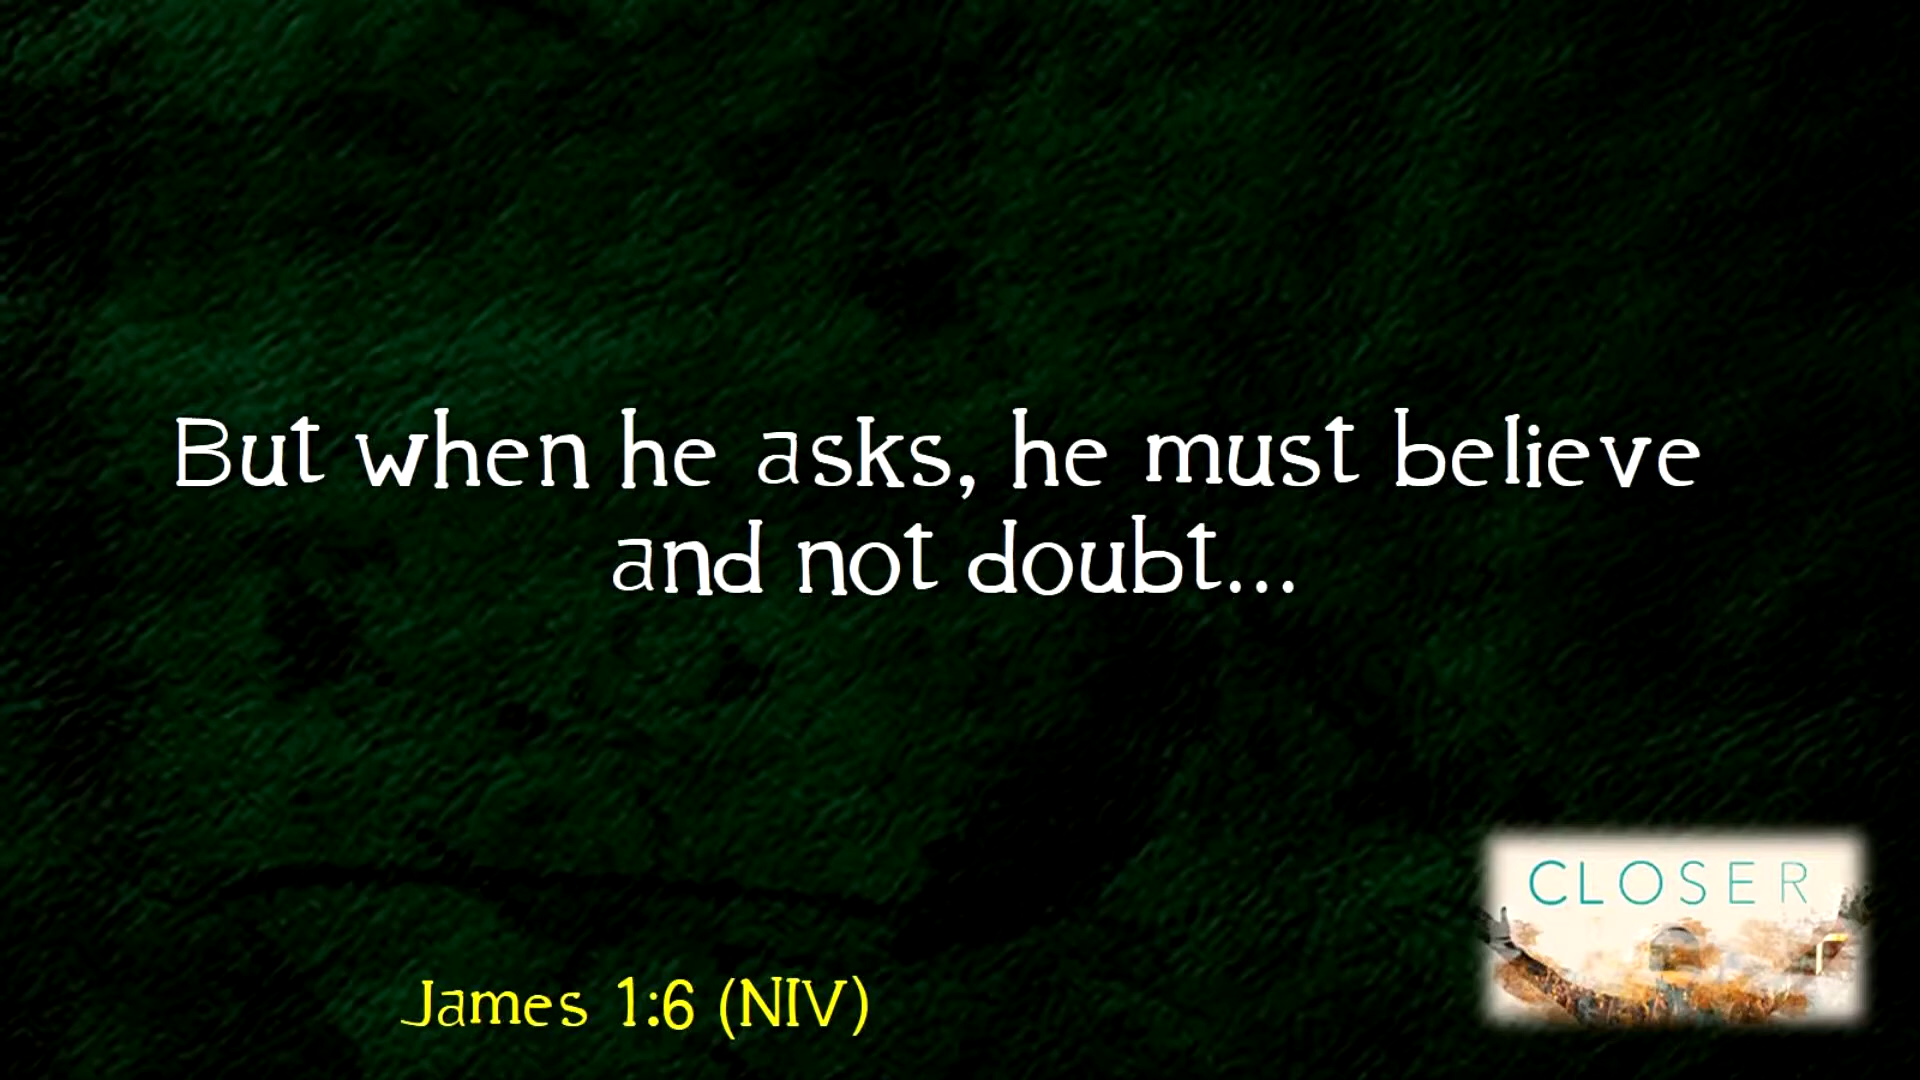 But when he asks, he must believe
and not doubt...
CLOSER
James 1:6 (NIV)